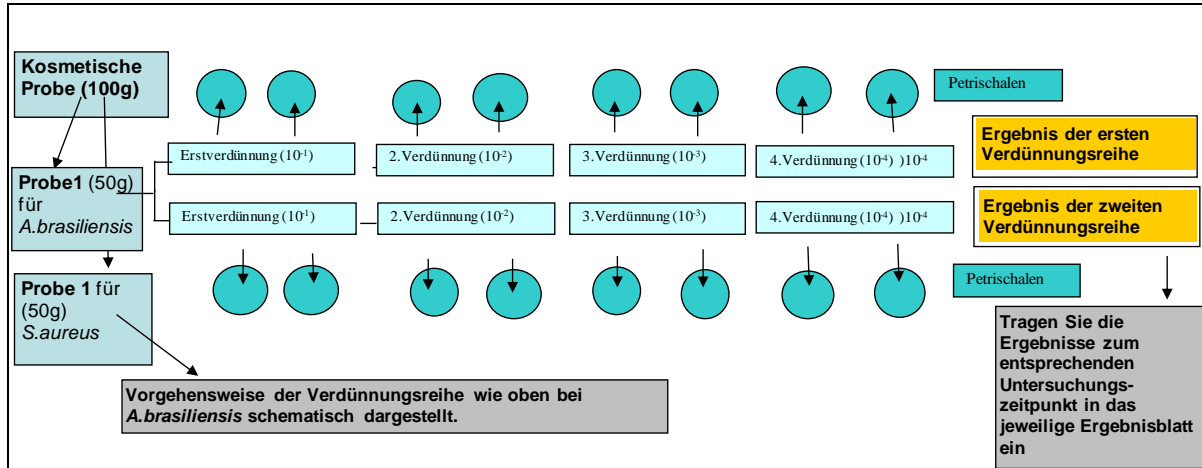 Kosmetische
Probe (100g)
Petrischalen
Erstverdünnung (10-1)
2.Verdünnung (10-2)
3.Verdünnung (10-3)
4.Verdünnung (10-4) )10-4
Ergebnis der ersten
Verdünnungsreihe
Probe1 (50g)
für
A.brasiliensis
Erstverdünnung (10-1)
2.Verdünnung (10-2)
3.Verdünnung (10-3)
4.Verdünnung (10-4) )10-4
Ergebnis der zweiten
Verdünnungsreihe
Probe 1 für
(50g)
S.aureus
Petrischalen
Tragen Sie die
Ergebnisse zum
entsprechenden
Untersuchungs-
zeitpunkt in das
jeweilige Ergebnisblatt
ein
Vorgehensweise der Verdünnungsreihe wie oben bei
A.brasiliensis schematisch dargestellt.